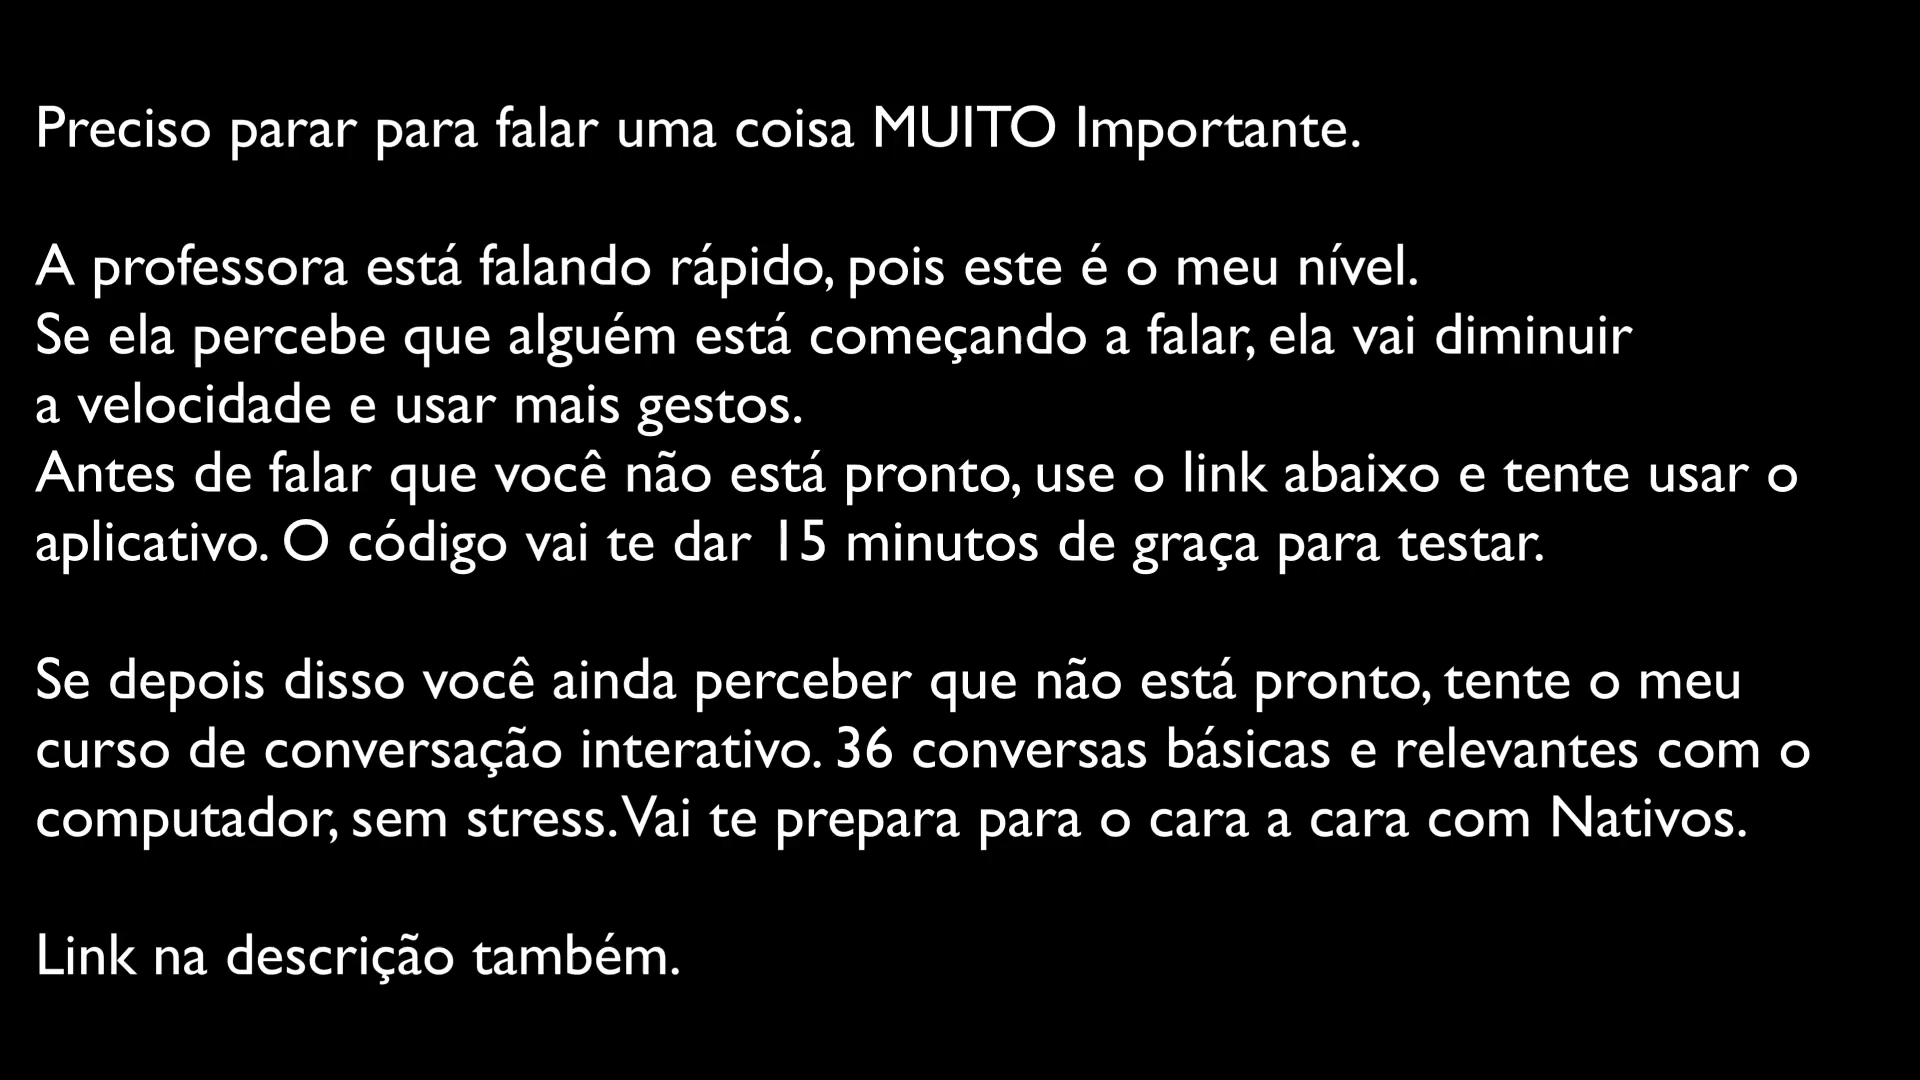 Preciso parar para falar uma coisa MUITO Importante.
A professora está falando rápido, pois este é o meu nível.
Se ela percebe que alguém está começando a falar, ela vai diminuir
a velocidade e usar mais gestos.
Antes de falar que você não está pronto, use o link abaixo e tente usar o
aplicativo. O código vai te dar 15 minutos de graça para testar.
Se depois disso você ainda perceber que não está pronto, tente o meu
curso de conversação interativo. 36 conversas básicas e relevantes com o
computador, sem stress. Vai te prepara para o cara a cara com Nativos.
Link na descrição também.